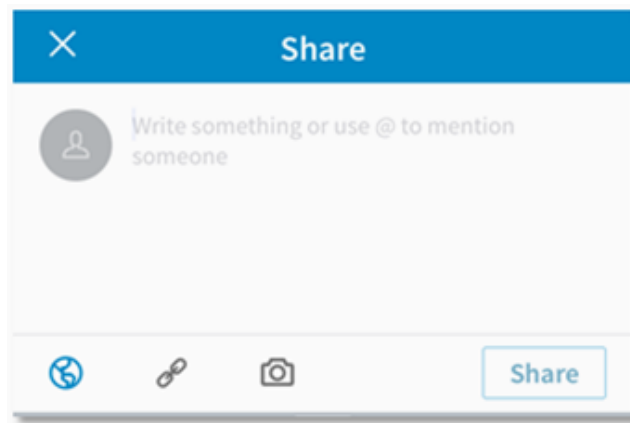 Share
Write something or use @ to mention
someone
Share